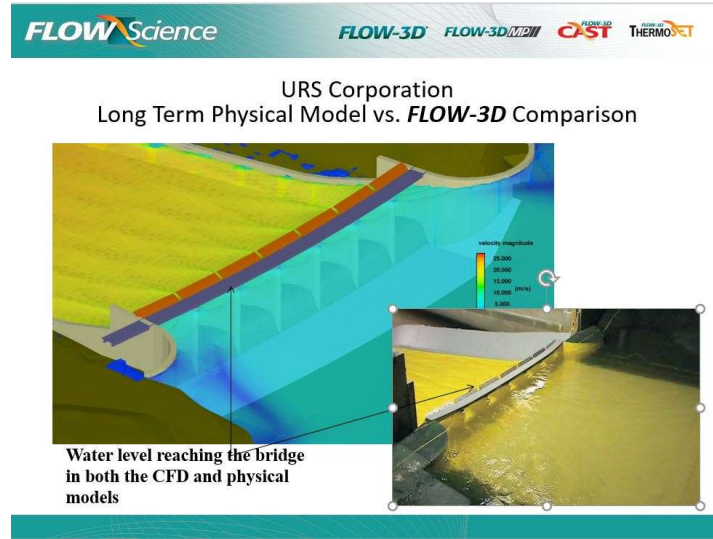 FLOW Science
FLOW-3D FLOW-3D MP FLOW-3D CAST FLOW-3D THERMOSET
URS Corporation
Long Term Physical Model vs. FLOW-3D Comparison
velocity magnitude
25.000
20.000
15.000
10.000 (m/s)
5.000
Water level reaching the bridge
in both the CFD and physical
models